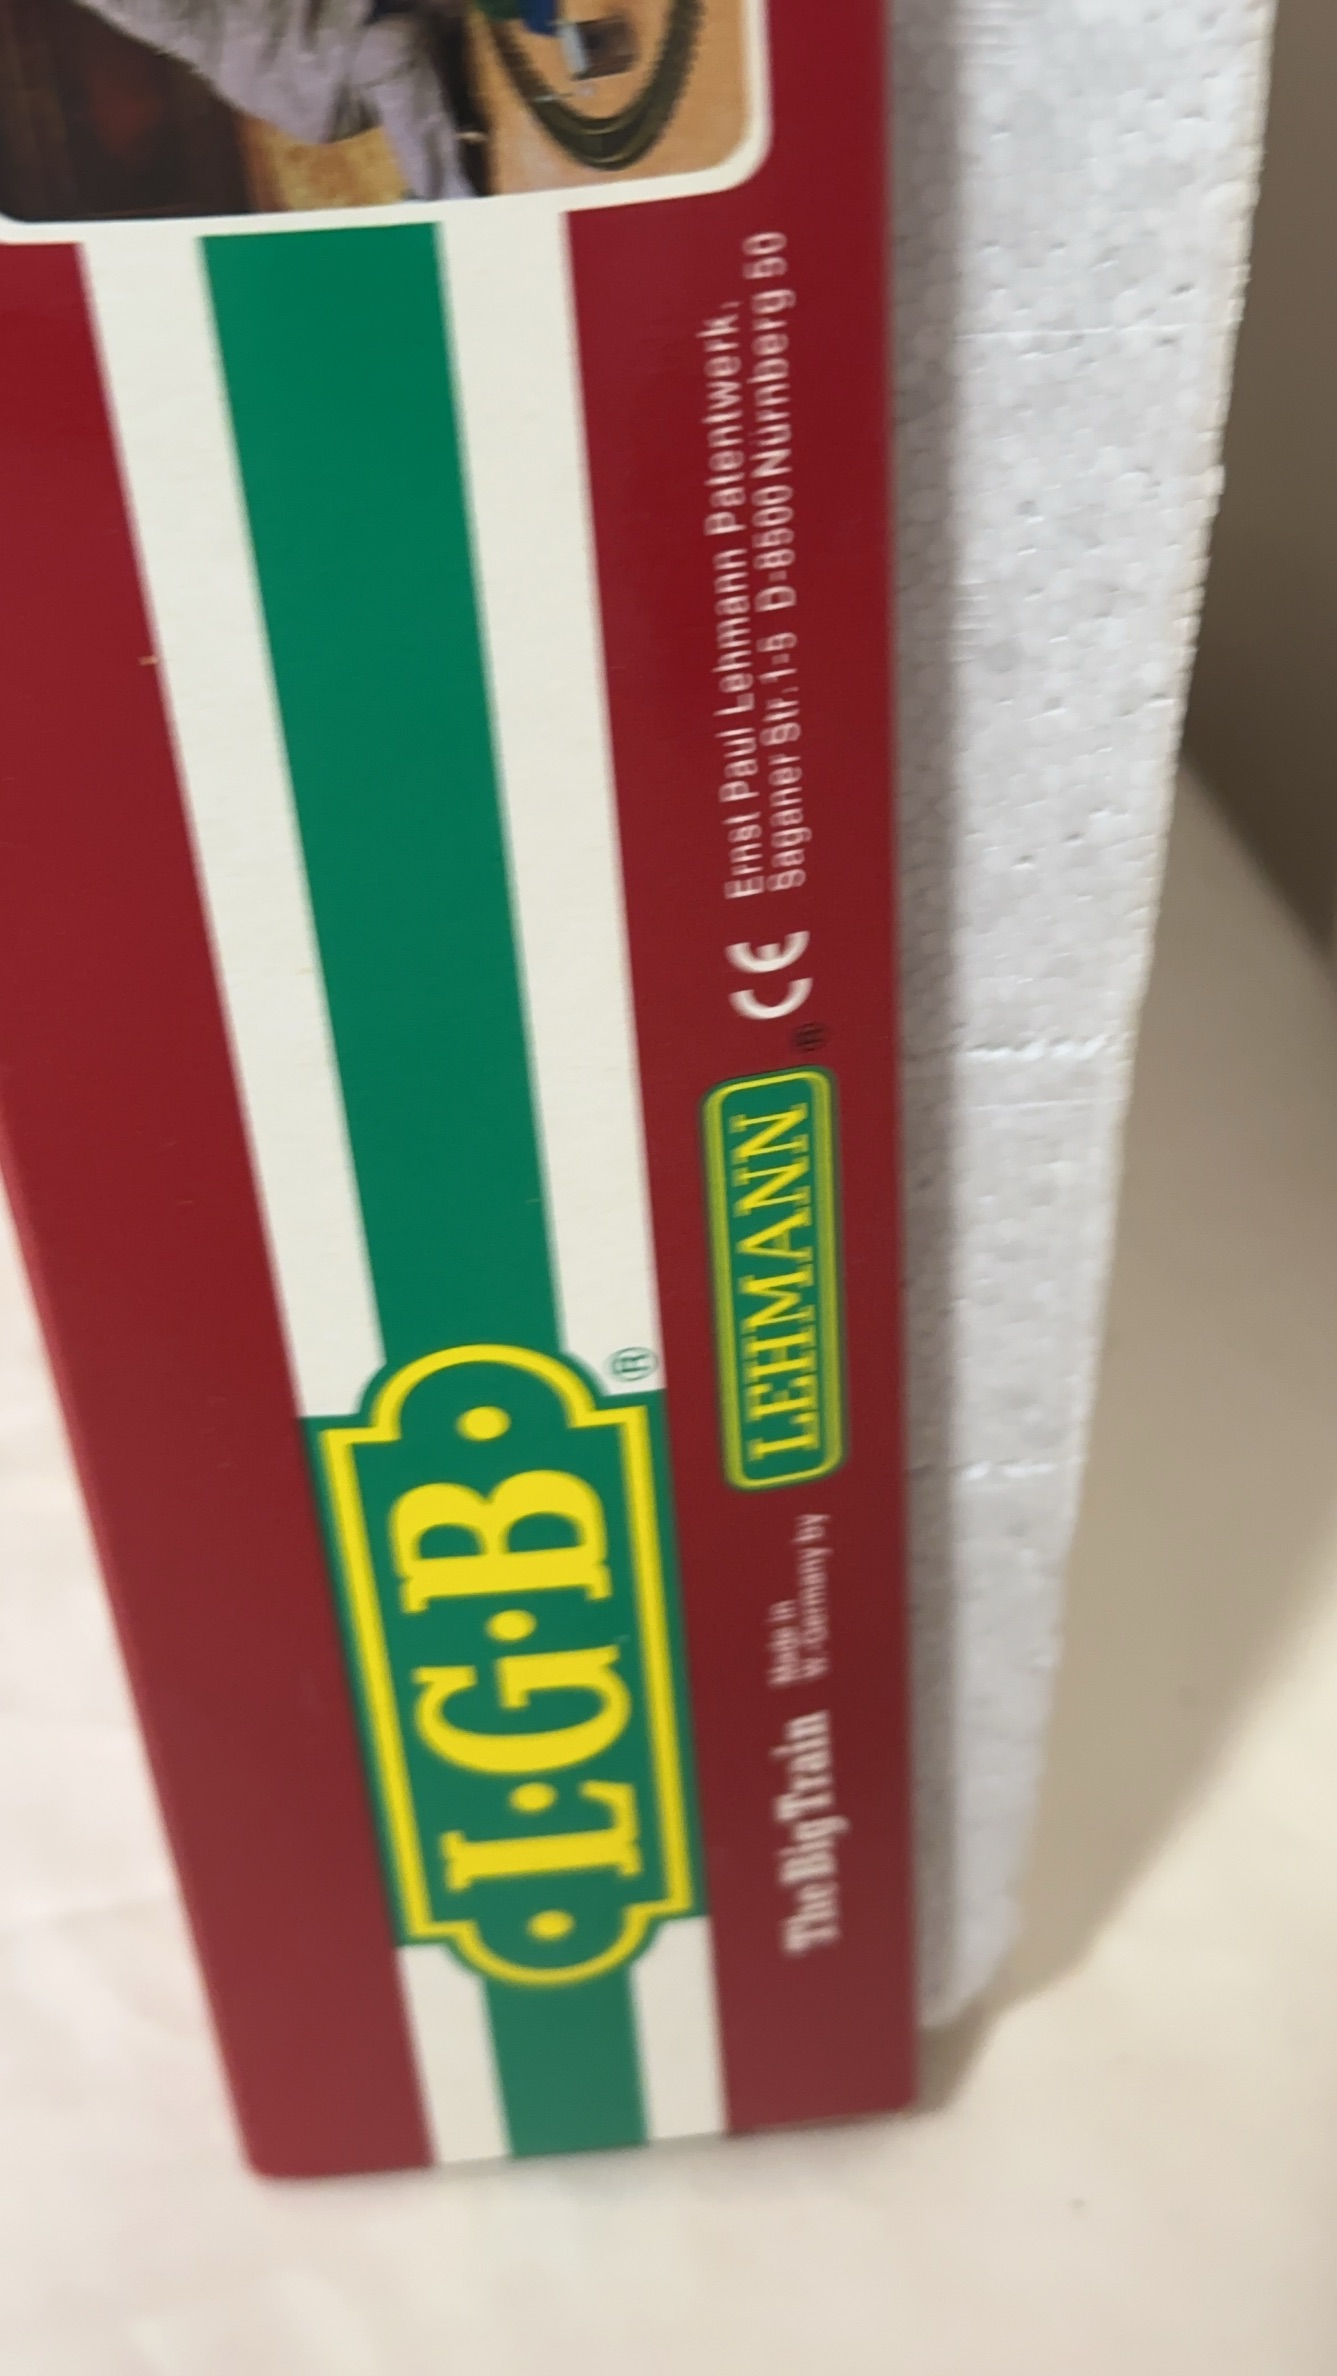 ·L·G·B·®
The Big Train
Made in
W.-Germany by
LEHMANN ®
CE
Ernst Paul Lehmann Patentwerk,
Saganer Str. 1-5 D-8500 Nürnberg 50